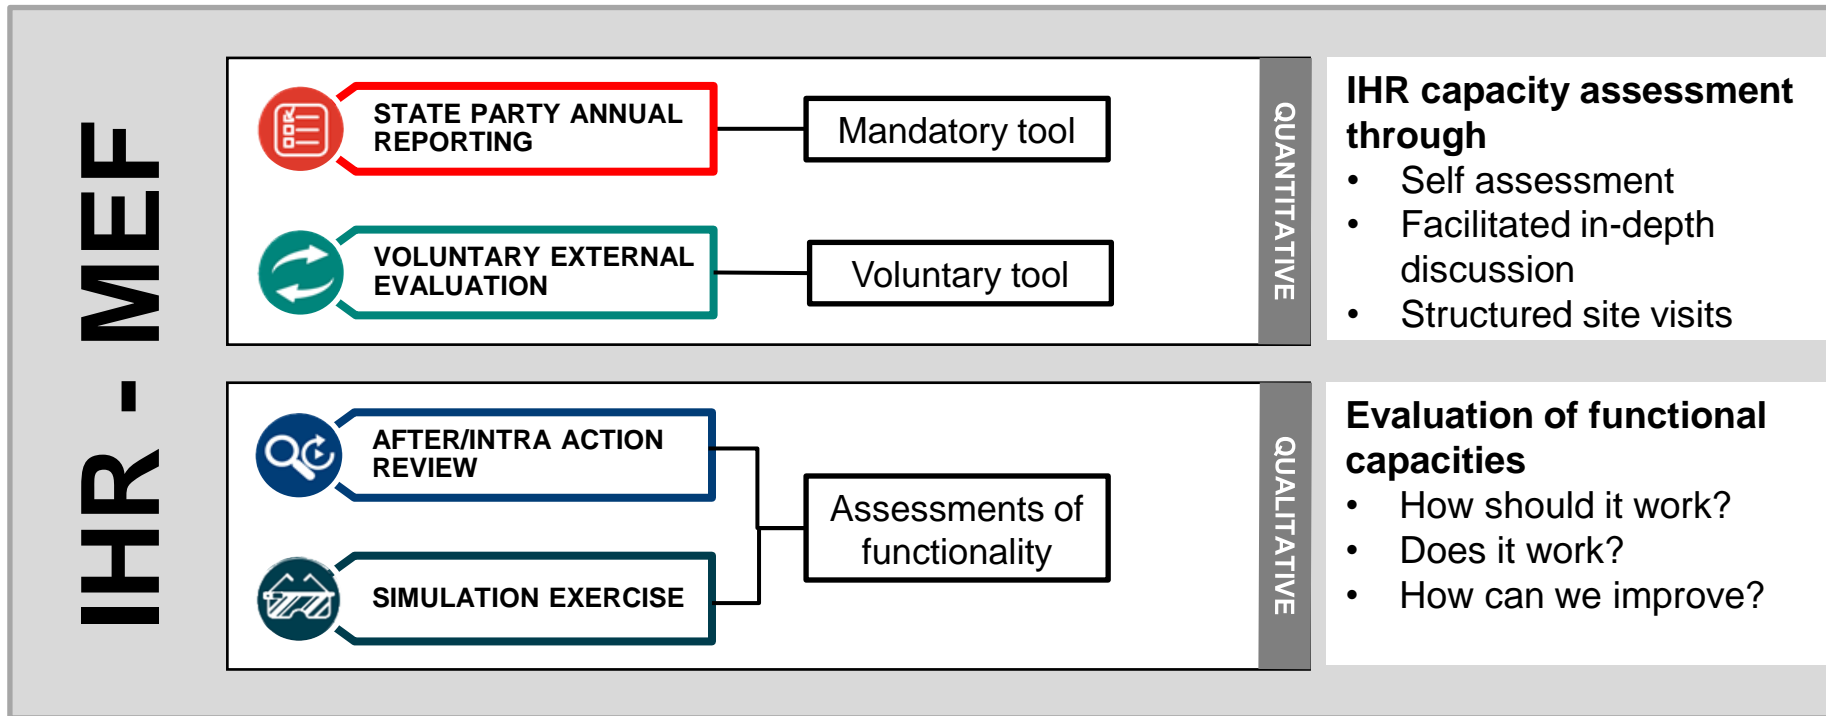 IHR - MEF
STATE PARTY ANNUAL
REPORTING
Mandatory tool
VOLUNTARY EXTERNAL
EVALUATION
Voluntary tool
QUANTITATIVE
IHR capacity assessment
through
• Self assessment
• Facilitated in-depth
discussion
• Structured site visits
AFTER/INTRA ACTION
REVIEW
SIMULATION EXERCISE
Assessments of
functionality
QUALITATIVE
Evaluation of functional
capacities
• How should it work?
• Does it work?
• How can we improve?